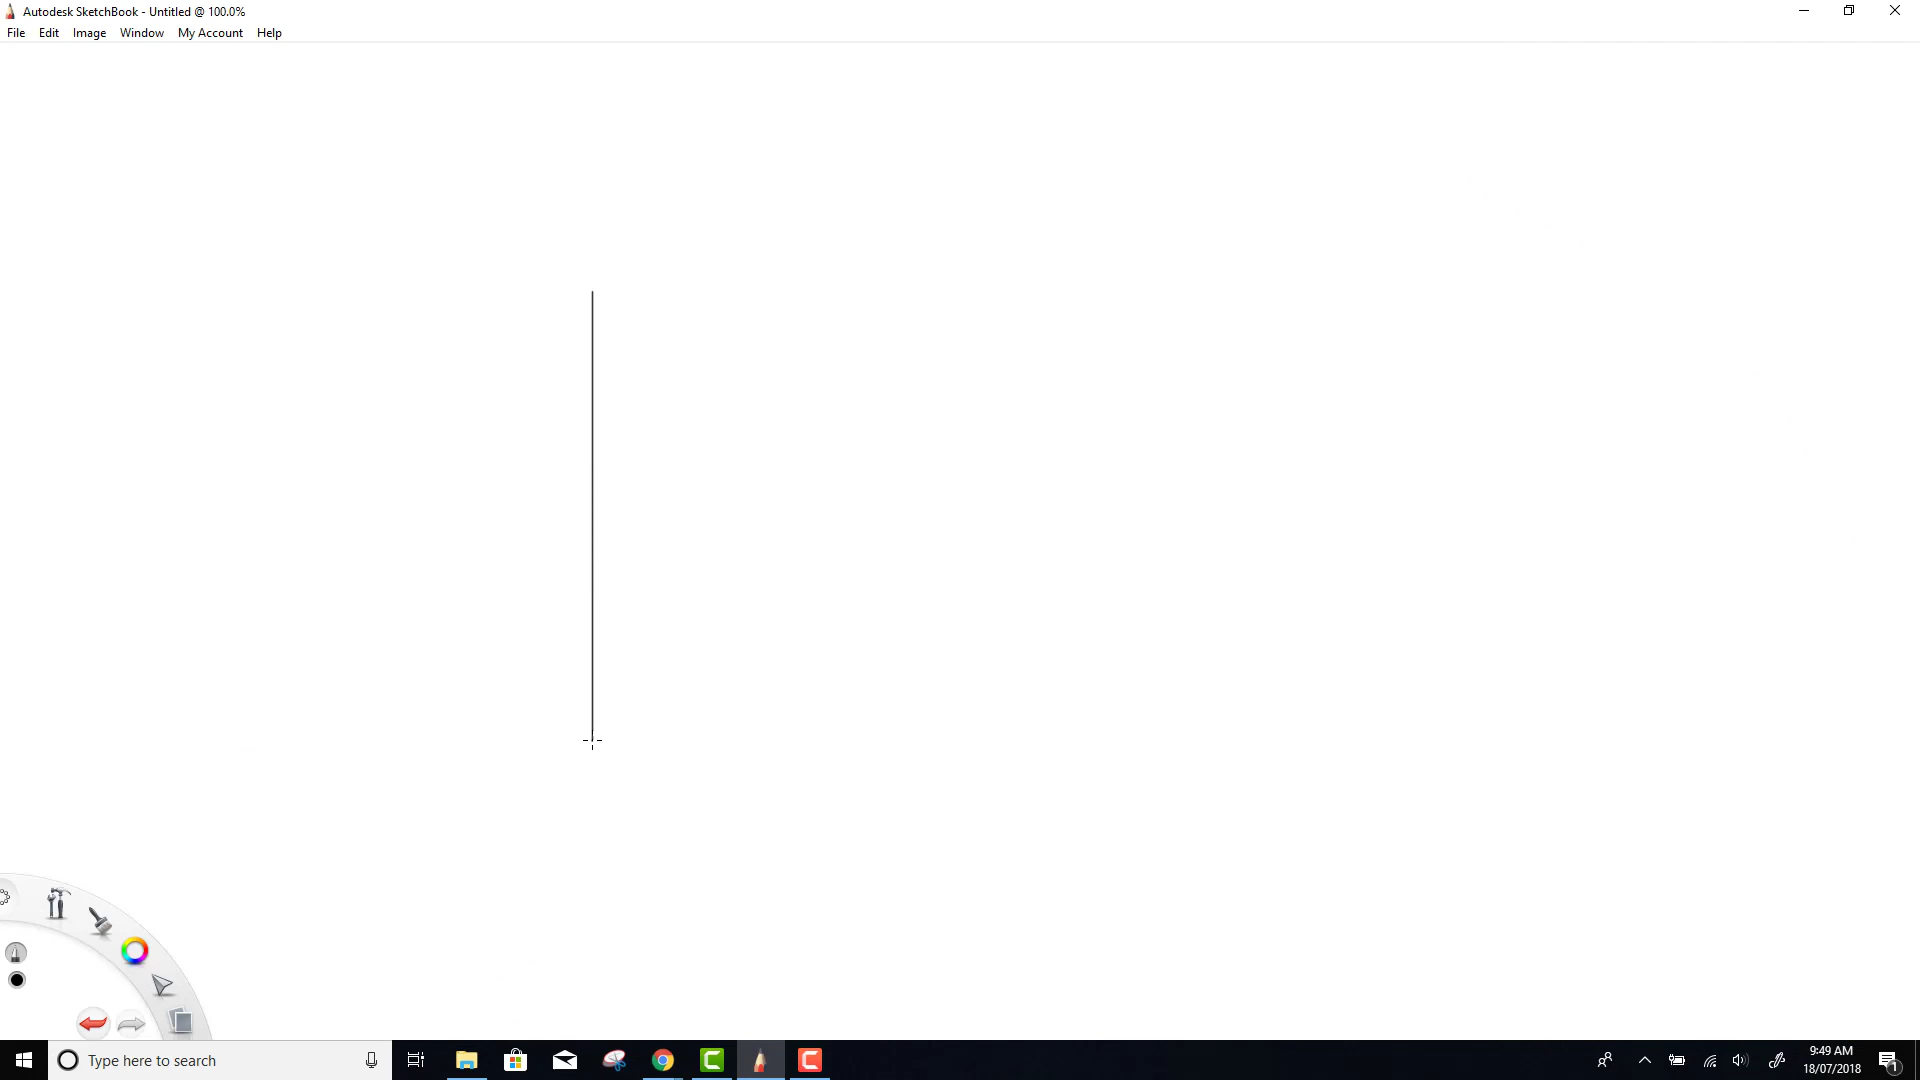 Autodesk SketchBook - Untitled @ 100.0%
File Edit Image Window My Account Help
Type here to search
9:49 AM
18/07/2018
1